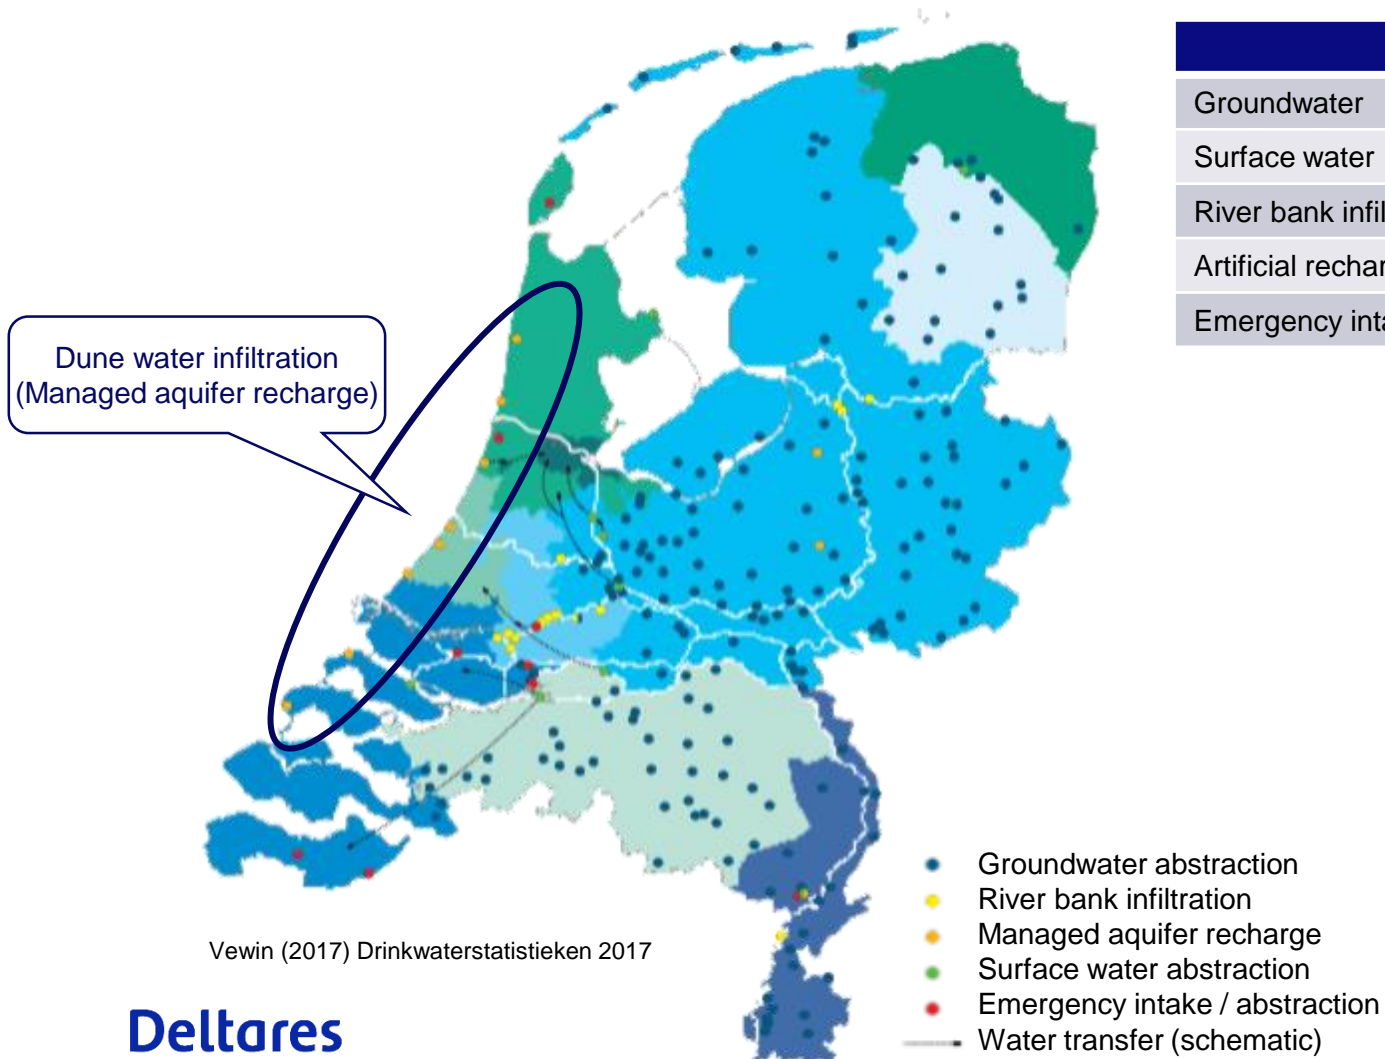 Groundwater
Surface water
River bank infil
Artificial rechar
Emergency inta
Dune water infiltration
(Managed aquifer recharge)
Groundwater abstraction
River bank infiltration
Managed aquifer recharge
Surface water abstraction
Emergency intake / abstraction
Water transfer (schematic)
Vewin (2017) Drinkwaterstatistieken 2017
Deltares